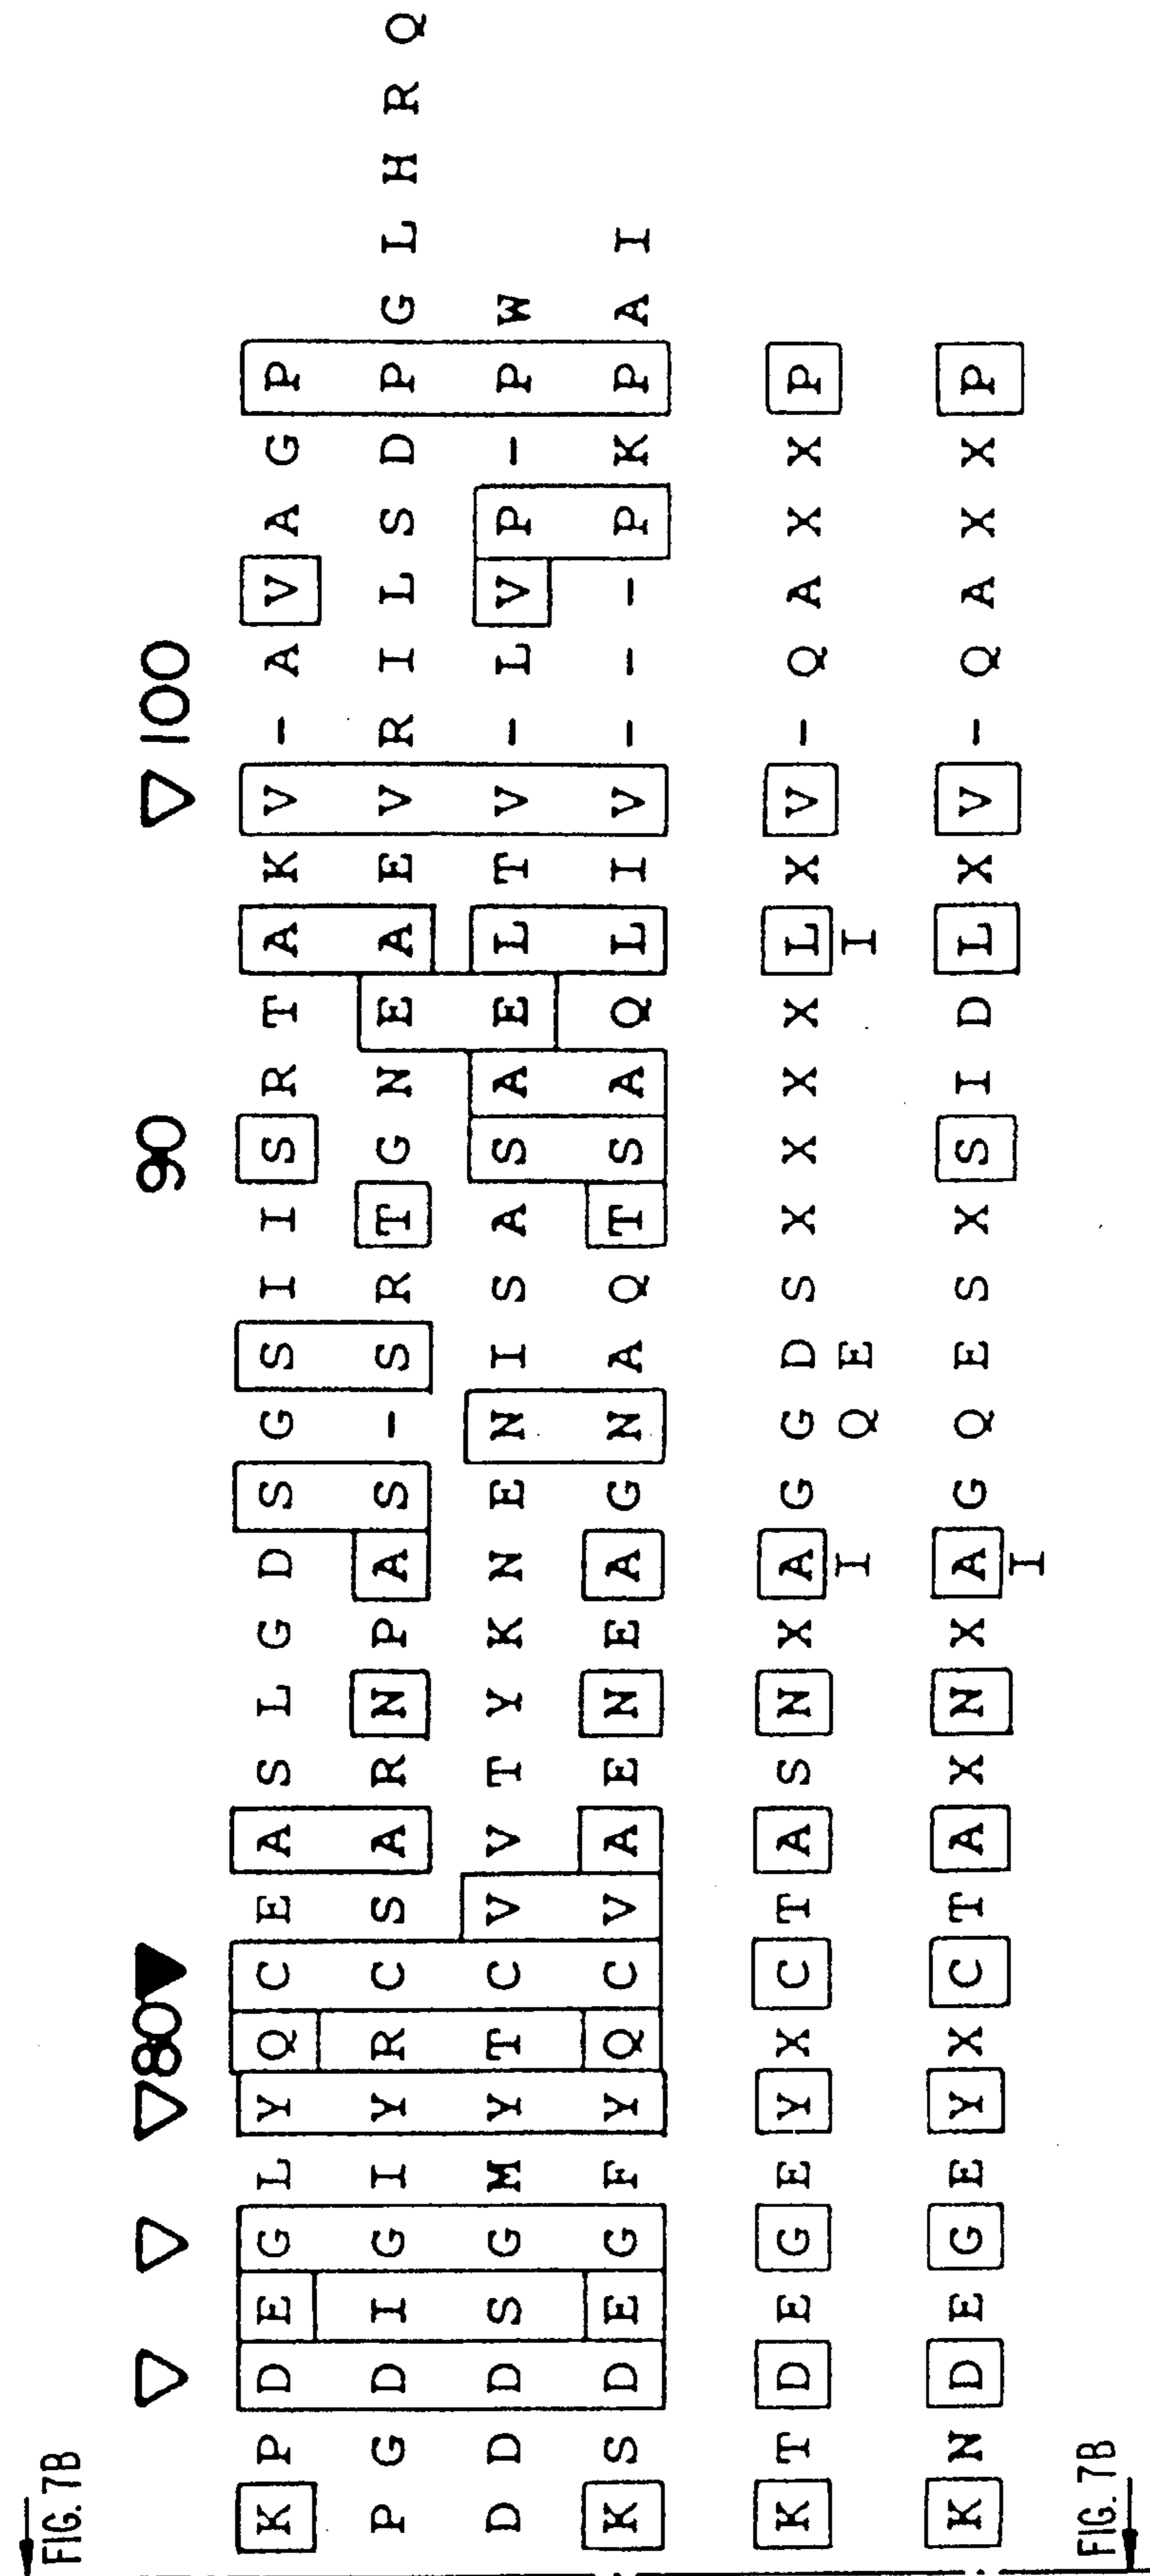 FIG. 7B
▽ ▽ ▽ 80 ▼ 90 ▽ 100
K P D E G L Y Q C E A S L G D S G S I I S R T A K V - A V A G P
P G D I G I Y R C S A R N P A S - S R T G N E A E V R I L S D P G L H R Q
D D D S G M Y T C V V T Y K N E N I S A S A E L T V - L V P - P W
K S D E G F Y Q C V A E N E A G N A Q T S A Q L I V - - - P K P A I
K T D E G E Y X C T A S N X A G G D S X X X X L X V - Q A X X P
I Q E I
K N D E G E Y X C T A X N X A G Q E S X S I D L X V - Q A X X P
I
FIG. 7B